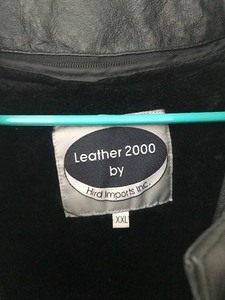 Leather 2000
by
Hird Imports Inc.
XXL